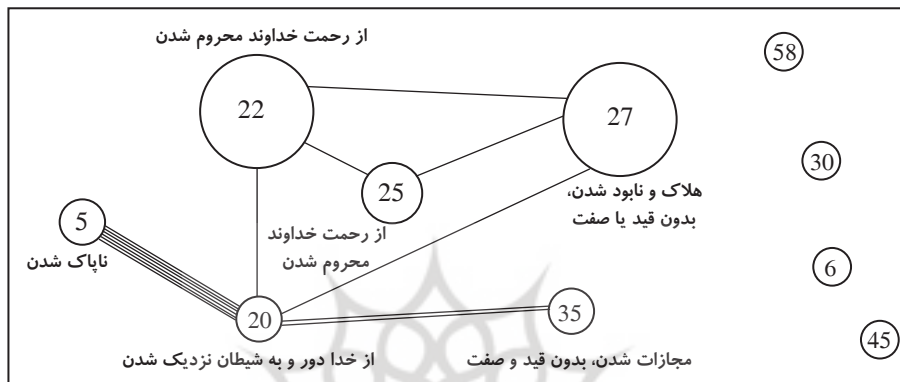 از رحمت خداوند محروم شدن
58
22
27
30
25
هلاک و نابود شدن،
بدون قید یا صفت
5
از رحمت خداوند
محروم شدن
ناپاک شدن
6
20
35
45
از خدا دور و به شیطان نزدیک شدن
مجازات شدن، بدون قید و صفت